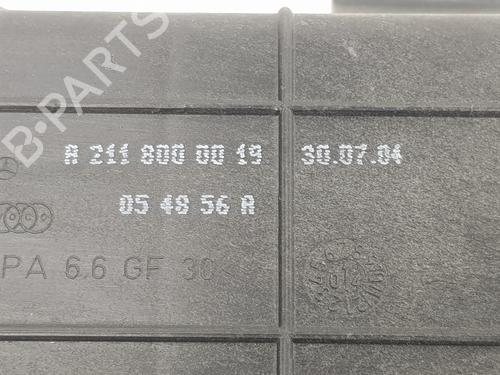 A 211 800 00 19 30.07.04
05 48 56 A
PA 6.6 GF 30<
B-PARTS